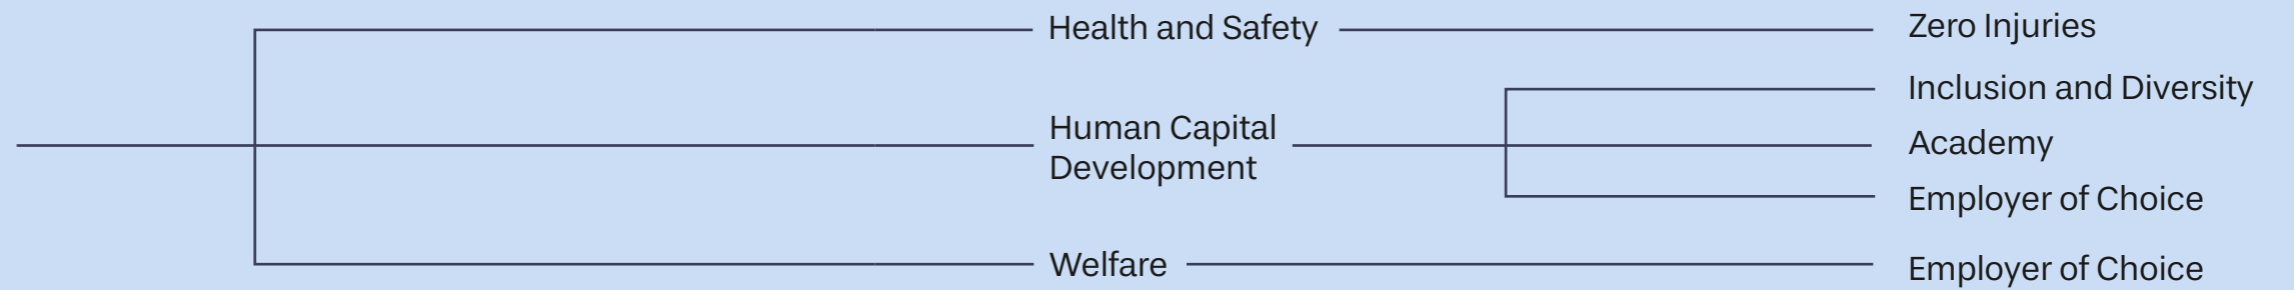 Health and Safety
Zero Injuries
Human Capital
Development
Inclusion and Diversity
Academy
Employer of Choice
Welfare
Employer of Choice